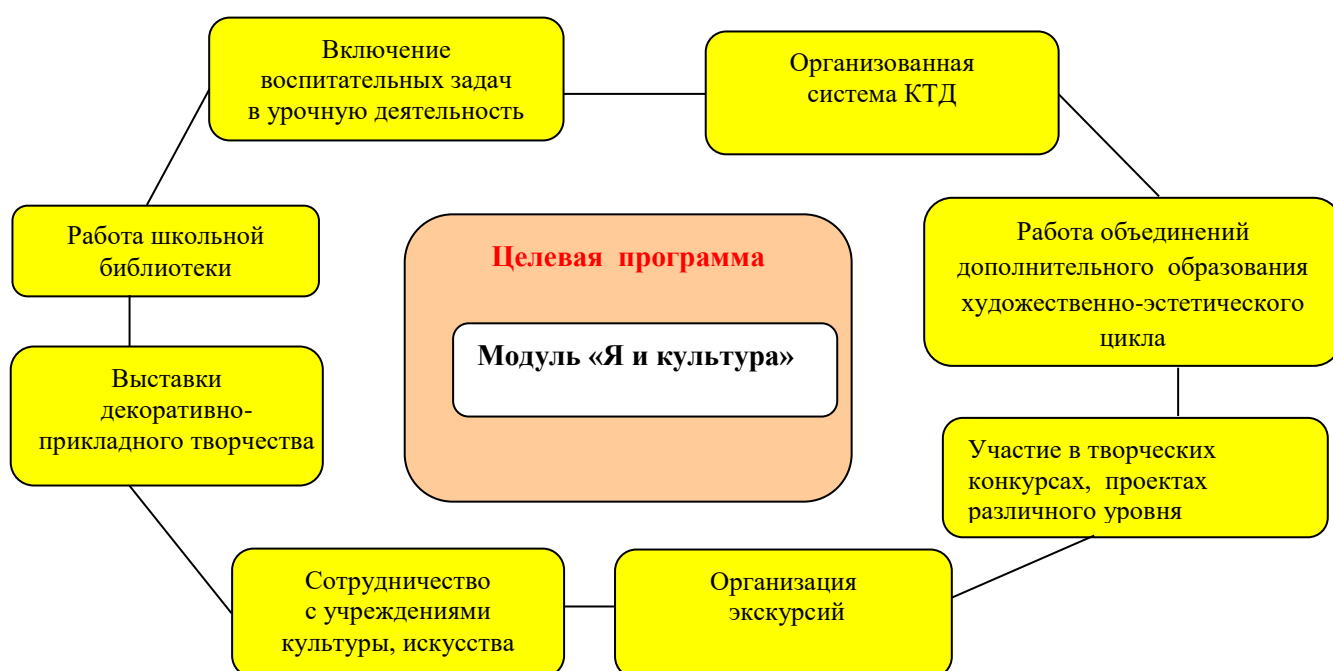 Включение
воспитательных задач
в урочную деятельность
Организованная
система КТД
Работа школьной
библиотеки
Целевая программа
Модуль «Я и культура»
Работа объединений
дополнительного образования
художественно-эстетического
цикла
Выставки
декоративно-
прикладного творчества
Участие в творческих
конкурсах, проектах
различного уровня
Сотрудничество
с учреждениями
культуры, искусства
Организация
экскурсий